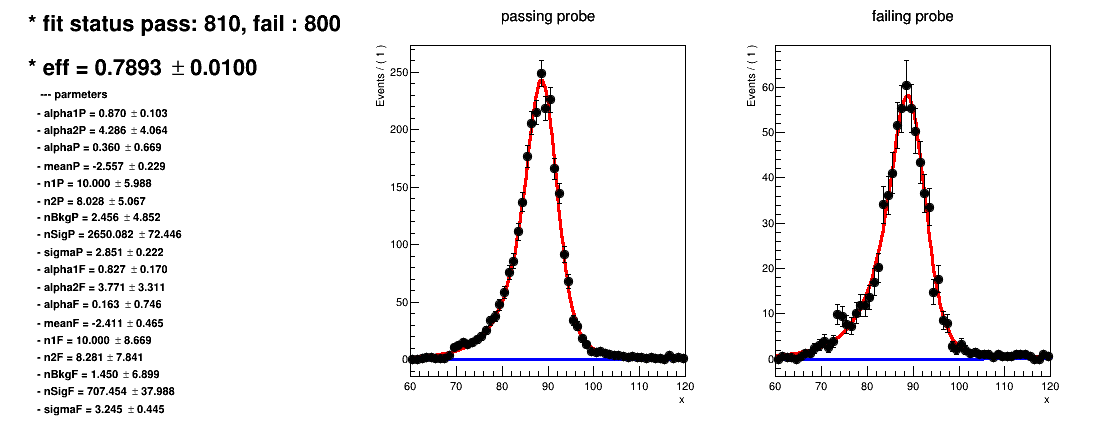 * fit status pass: 810, fail : 800
* eff = 0.7893 ± 0.0100
--- parmeters
- alpha1P = 0.870 ± 0.103
- alpha2P = 4.286 ± 4.064
- alphaP = 0.360 ± 0.669
- meanP = -2.557 ± 0.229
- n1P = 10.000 ± 5.988
- n2P = 8.028 ± 5.067
- nBkgP = 2.456 ± 4.852
- nSigP = 2650.082 ± 72.446
- sigmaP = 2.851 ± 0.222
- alpha1F = 0.827 ± 0.170
- alpha2F = 3.771 ± 3.311
- alphaF = 0.163 ± 0.746
- meanF = -2.411 ± 0.465
- n1F = 10.000 ± 8.669
- n2F = 8.281 ± 7.841
- nBkgF = 1.450 ± 6.899
- nSigF = 707.454 ± 37.988
- sigmaF = 3.245 ± 0.445
passing probe
Events / ( 1 )
250
200
150
100
50
0
60 70 80 90 100 110 120
x
failing probe
Events / ( 1 )
60
50
40
30
20
10
0
60 70 80 90 100 110 120
x